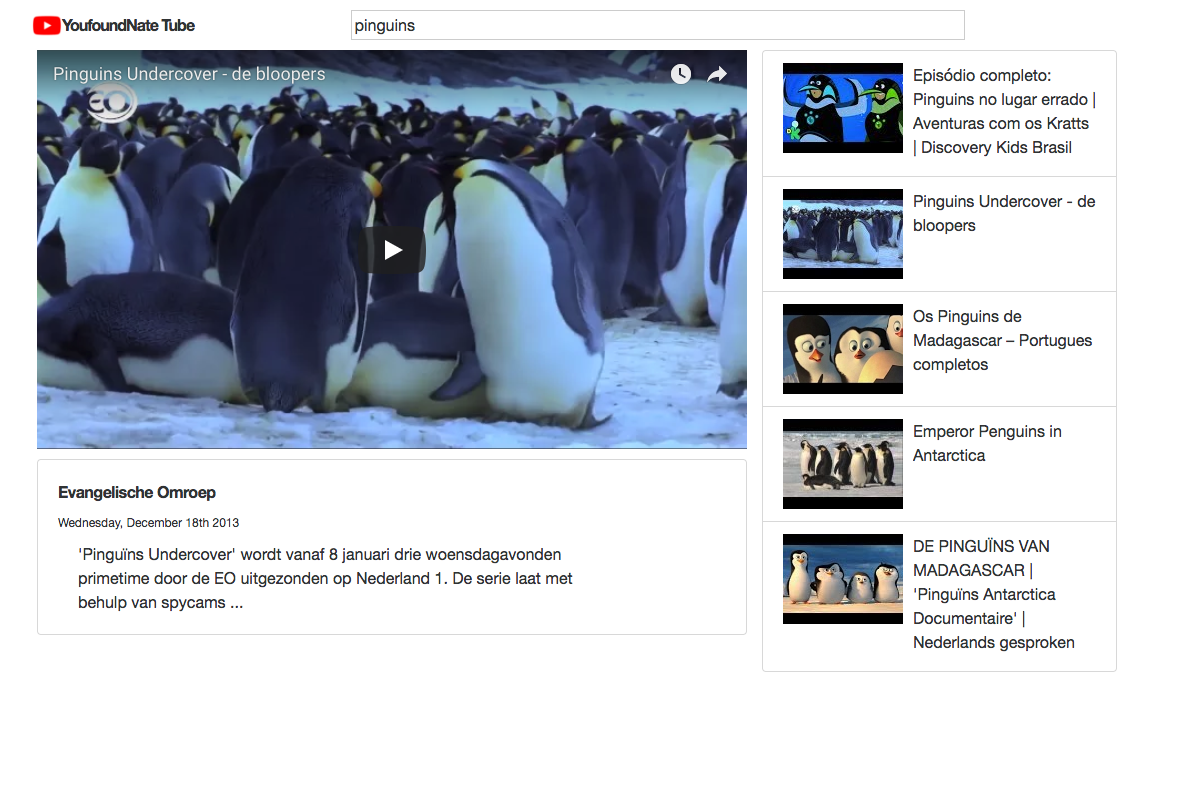 YoufoundNate Tube
pinguins
Pinguins Undercover - de bloopers
EO
Evangelische Omroep
Wednesday, December 18th 2013
'Pinguïns Undercover' wordt vanaf 8 januari drie woensdagavonden
primetime door de EO uitgezonden op Nederland 1. De serie laat met
behulp van spycams ...
Episódio completo:
Pinguins no lugar errado |
Aventuras com os Kratts
| Discovery Kids Brasil
Pinguins Undercover - de
bloopers
Os Pinguins de
Madagascar – Portugues
completos
Emperor Penguins in
Antarctica
DE PINGUÏNS VAN
MADAGASCAR |
'Pinguïns Antarctica
Documentaire' |
Nederlands gesproken